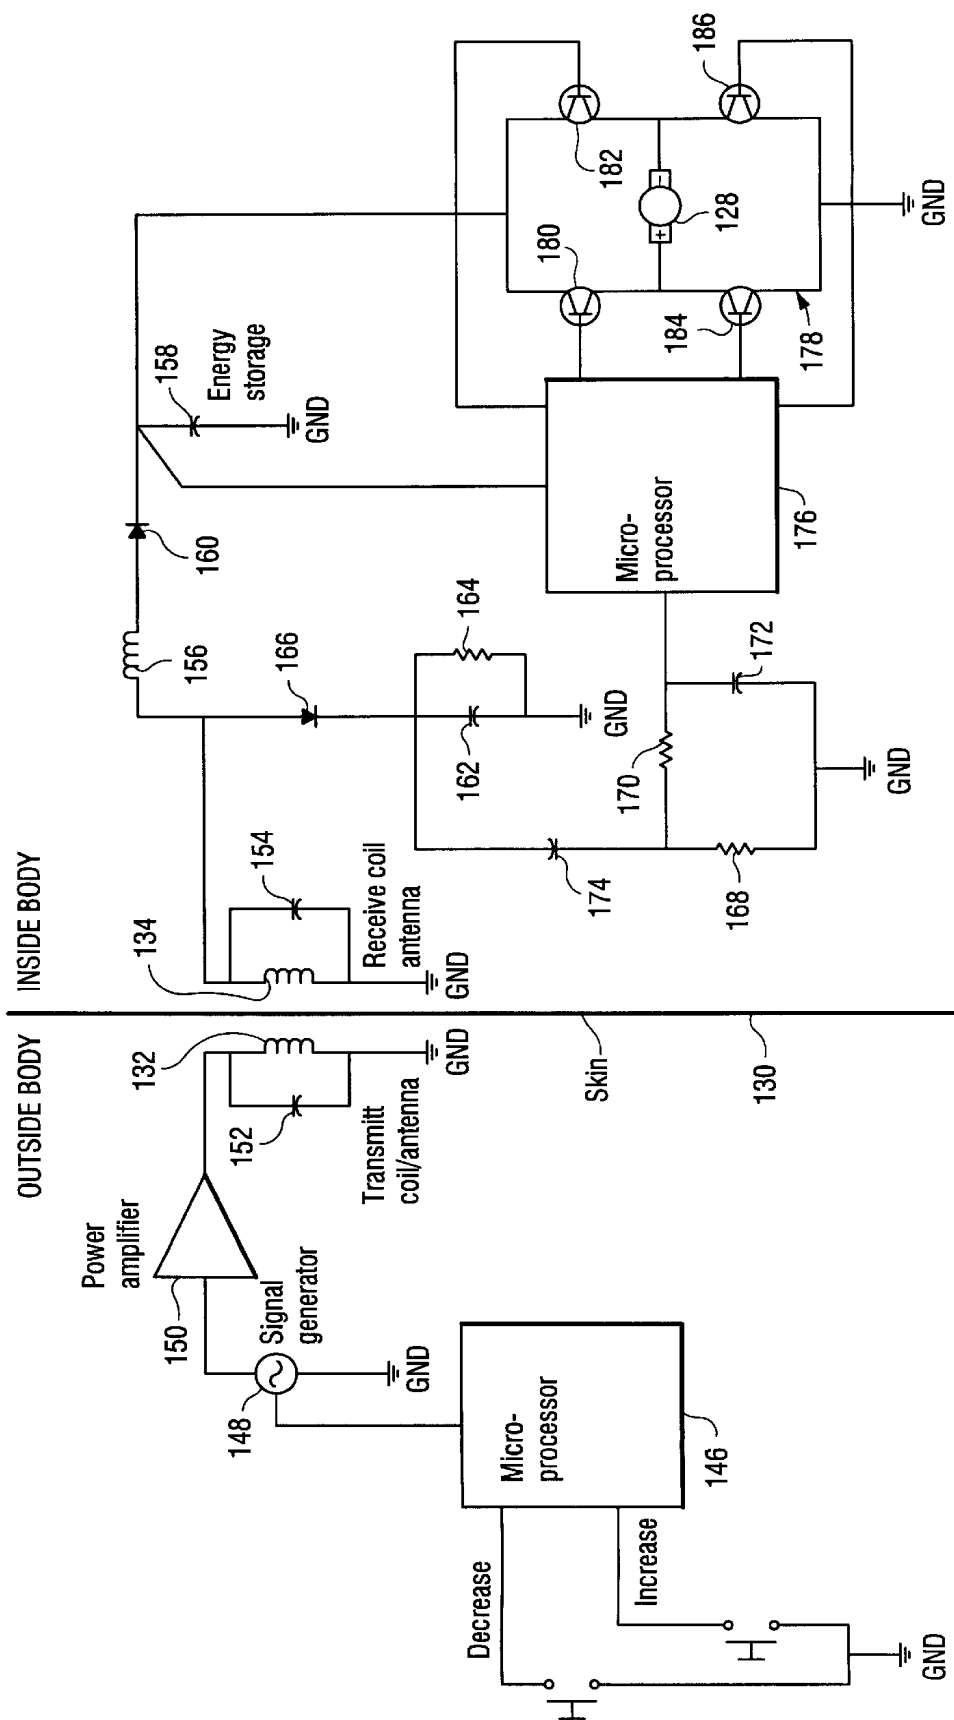 OUTSIDE BODY
INSIDE BODY
Power
amplifier
150
Signal
generator
148
GND
Decrease
Increase
GND
Micro-
processor
146
132
152
Transmitt
coil/antenna
GND
Skin
130
134
154
Receive coil
antenna
GND
156
160
158
Energy
storage
GND
166
164
162
GND
174
170
172
168
GND
Micro-
processor
176
180
182
184
186
128
+
-
178
GND